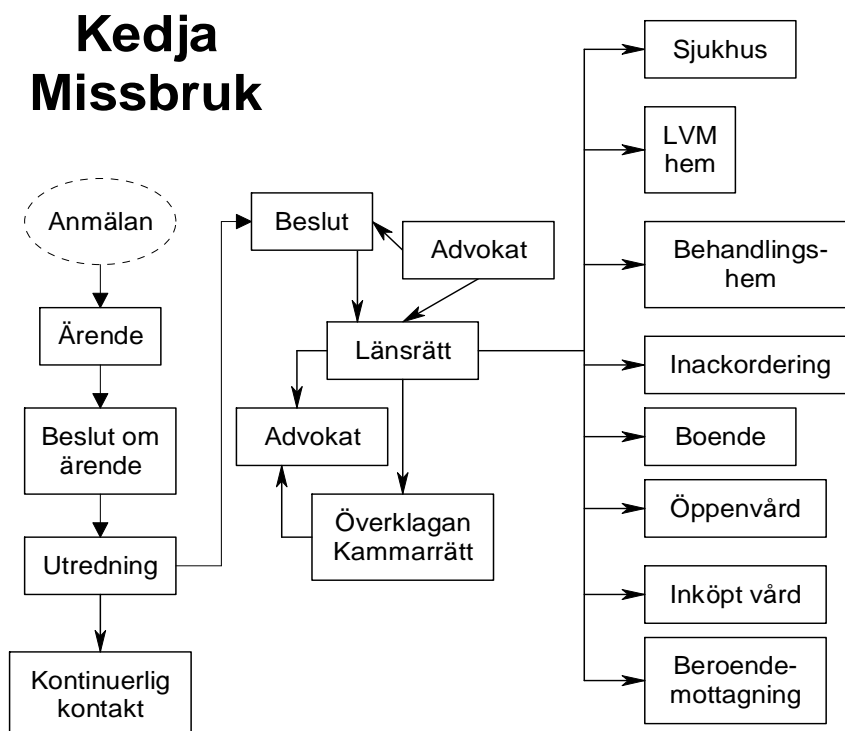 Kedja
Missbruk
Anmälan
Ärende
Beslut om
ärende
Utredning
Kontinuerlig
kontakt
Beslut
Advokat
Länsrätt
Advokat
Överklagan
Kammarrätt
Sjukhus
LVM
hem
Behandlings-
hem
Inackordering
Boende
Öppenvård
Inköpt vård
Beroende-
mottagning